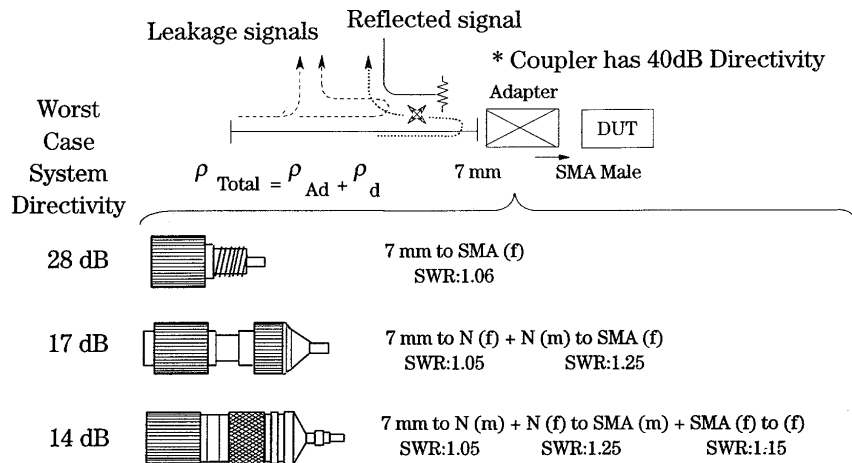 Reflected signal
Leakage signals
* Coupler has 40dB Directivity
Adapter
DUT
Worst
Case
System
Directivity
ρ Total = ρ Ad + ρ d
7 mm
SMA Male
28 dB
7 mm to SMA (f)
SWR:1.06
17 dB
7 mm to N (f) + N (m) to SMA (f)
SWR:1.05 SWR:1.25
14 dB
7 mm to N (m) + N (f) to SMA (m) + SMA (f) to (f)
SWR:1.05 SWR:1.25 SWR:1.15